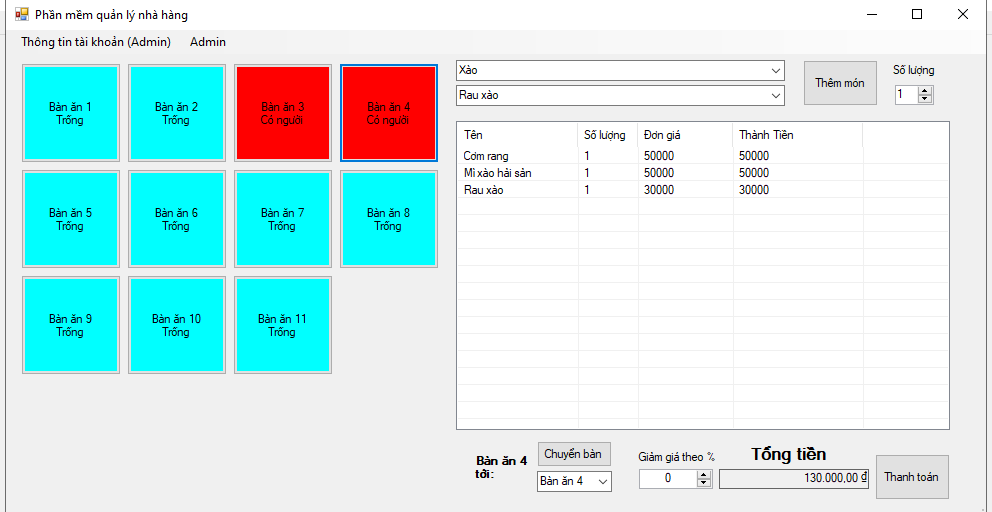 Phần mềm quản lý nhà hàng
Thông tin tài khoản (Admin) Admin
Bàn ăn 1
Trống
Bàn ăn 2
Trống
Bàn ăn 3
Có người
Bàn ăn 4
Có người
Bàn ăn 5
Trống
Bàn ăn 6
Trống
Bàn ăn 7
Trống
Bàn ăn 8
Trống
Bàn ăn 9
Trống
Bàn ăn 10
Trống
Bàn ăn 11
Trống
Xào
Rau xào
Thêm món
Số lượng
1
Tên Số lượng Đơn giá Thành Tiền
Cơm rang 1 50000 50000
Mì xào hải sản 1 50000 50000
Rau xào 1 30000 30000
Bàn ăn 4
tới:
Chuyển bàn
Bàn ăn 4
Giảm giá theo %
0
Tổng tiền
130.000,00 ₫
Thanh toán